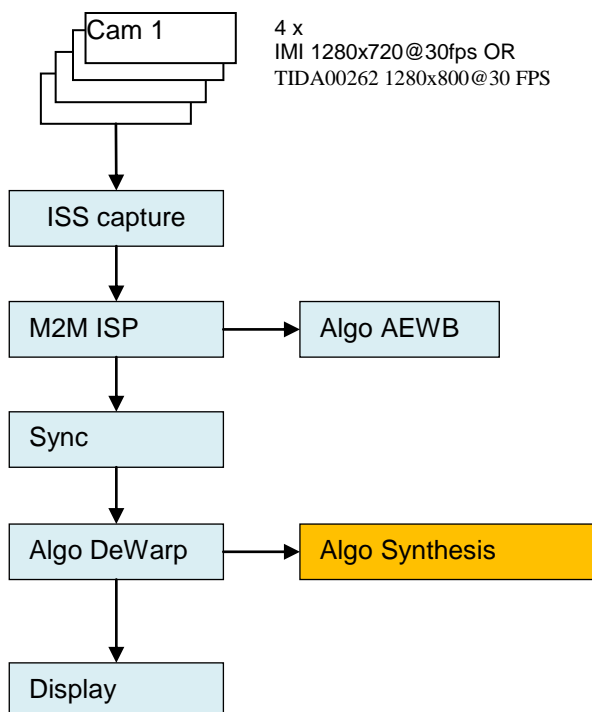 Cam 1
4 x
IMI 1280x720@30fps OR
TIDA00262 1280x800@30 FPS
ISS capture
M2M ISP
Algo AEWB
Sync
Algo DeWarp
Algo Synthesis
Display